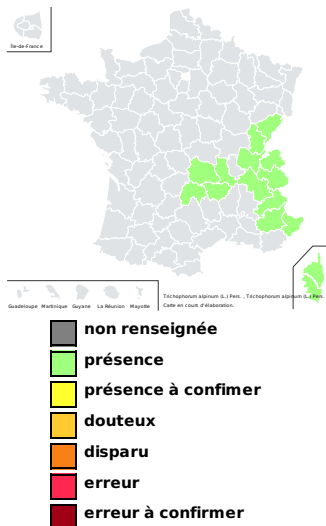 Île-de-France
Guadeloupe Martinique Guyane La Réunion Mayotte
Trichophorum alpinum (L.) Pers. , Trichophorum alpinum (L.) Pers.
Carte en cours d'élaboration.
non renseignée
présence
présence à confimer
douteux
disparu
erreur
erreur à confirmer